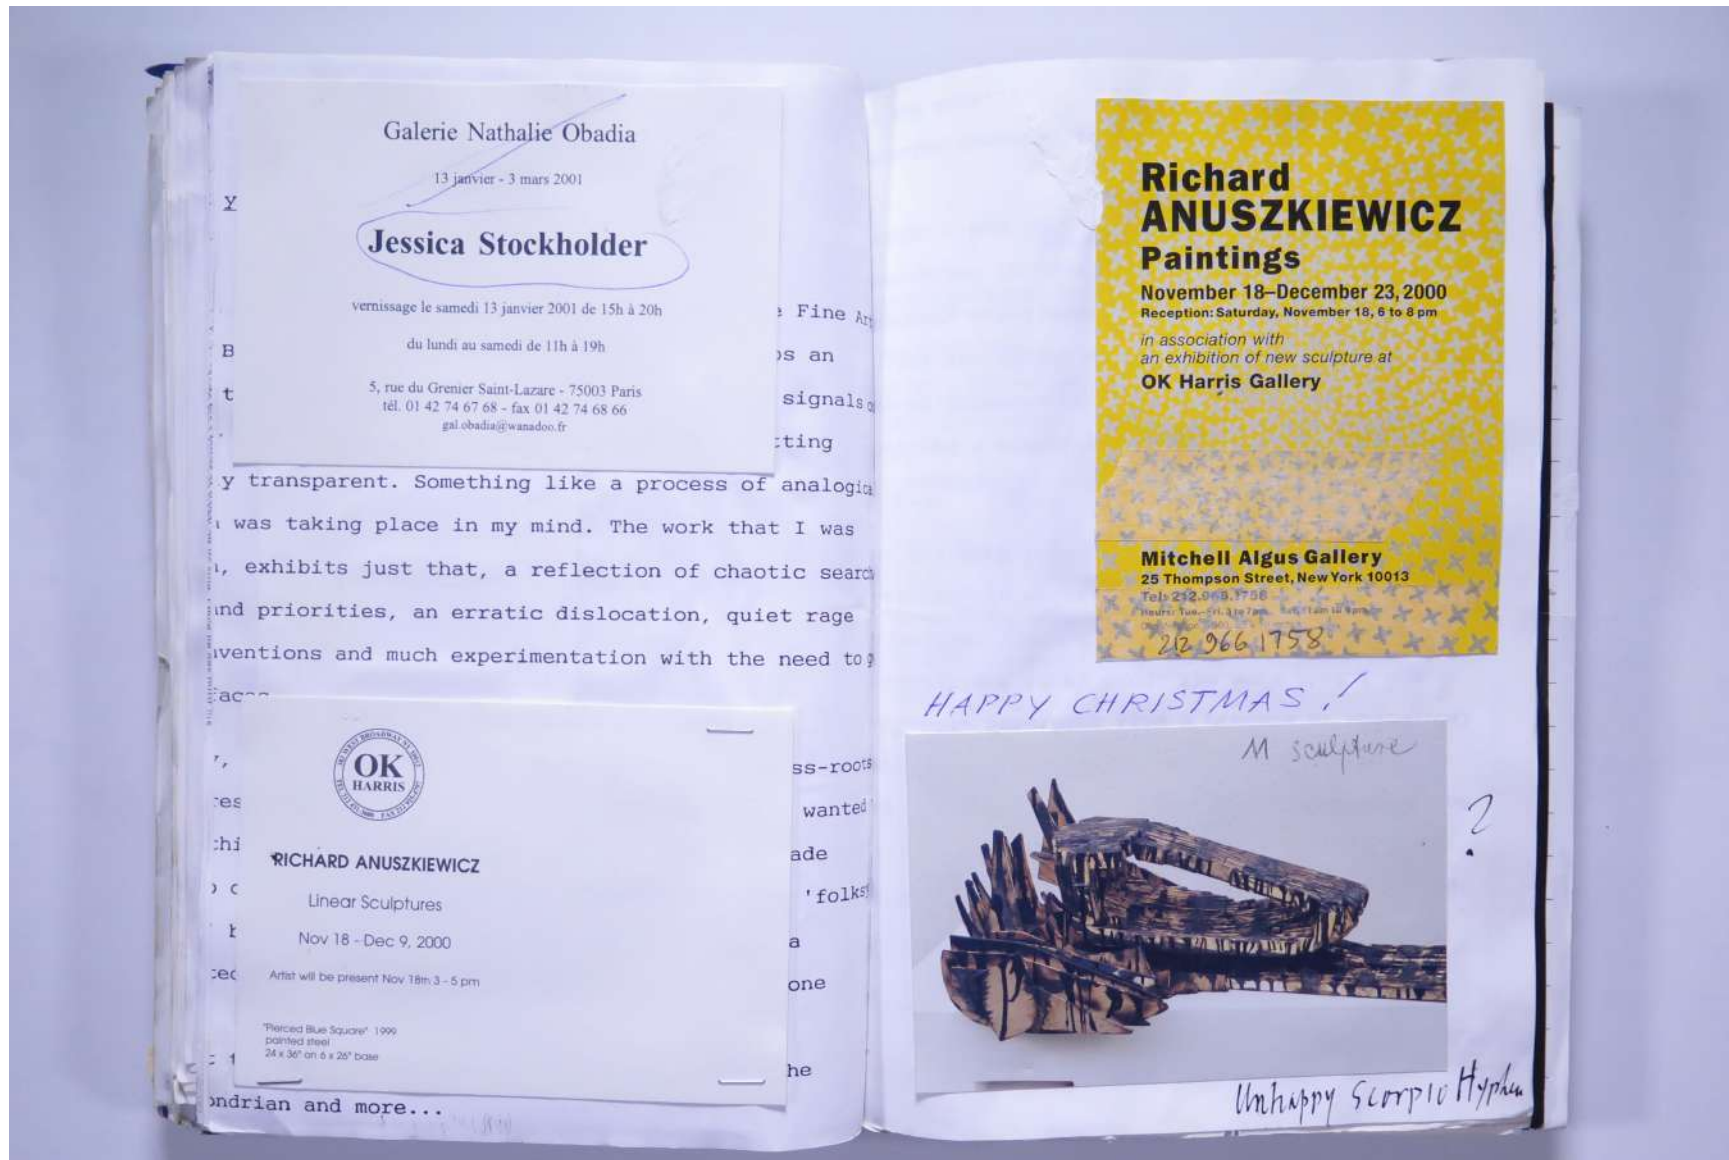 Galerie Nathalie Obadia
13 janvier - 3 mars 2001
Jessica Stockholder
vernissage le samedi 13 janvier 2001 de 15h à 20h
du lundi au samedi de 11h à 19h
5, rue du Grenier Saint-Lazare - 75003 Paris
tél. 01 42 74 67 68 - fax 01 42 74 68 66
gal.obadia@wanadoo.fr
y
Fine Art
B an
t signals
tting
y transparent. Something like a process of analogica
was taking place in my mind. The work that I was
, exhibits just that, a reflection of chaotic search
and priorities, an erratic dislocation, quiet rage
nventions and much experimentation with the need to g
ss-roots
wanted
ade
'folks
a
one
he
ondrian and more...
OK
HARRIS
RICHARD ANUSZKIEWICZ
Linear Sculptures
Nov 18 - Dec 9, 2000
Artist will be present Nov 18th 3 - 5 pm
"Pierced Blue Square" 1999
painted steel
24 x 36" on 6 x 26" base
Richard
ANUSZKIEWICZ
Paintings
November 18–December 23, 2000
Reception: Saturday, November 18, 6 to 8 pm
in association with
an exhibition of new sculpture at
OK Harris Gallery
Mitchell Algus Gallery
25 Thompson Street, New York 10013
Tel: 212.966.1758
212 966 1758
HAPPY CHRISTMAS!
M sculpture
?
Unhappy Scorpio Hyphen